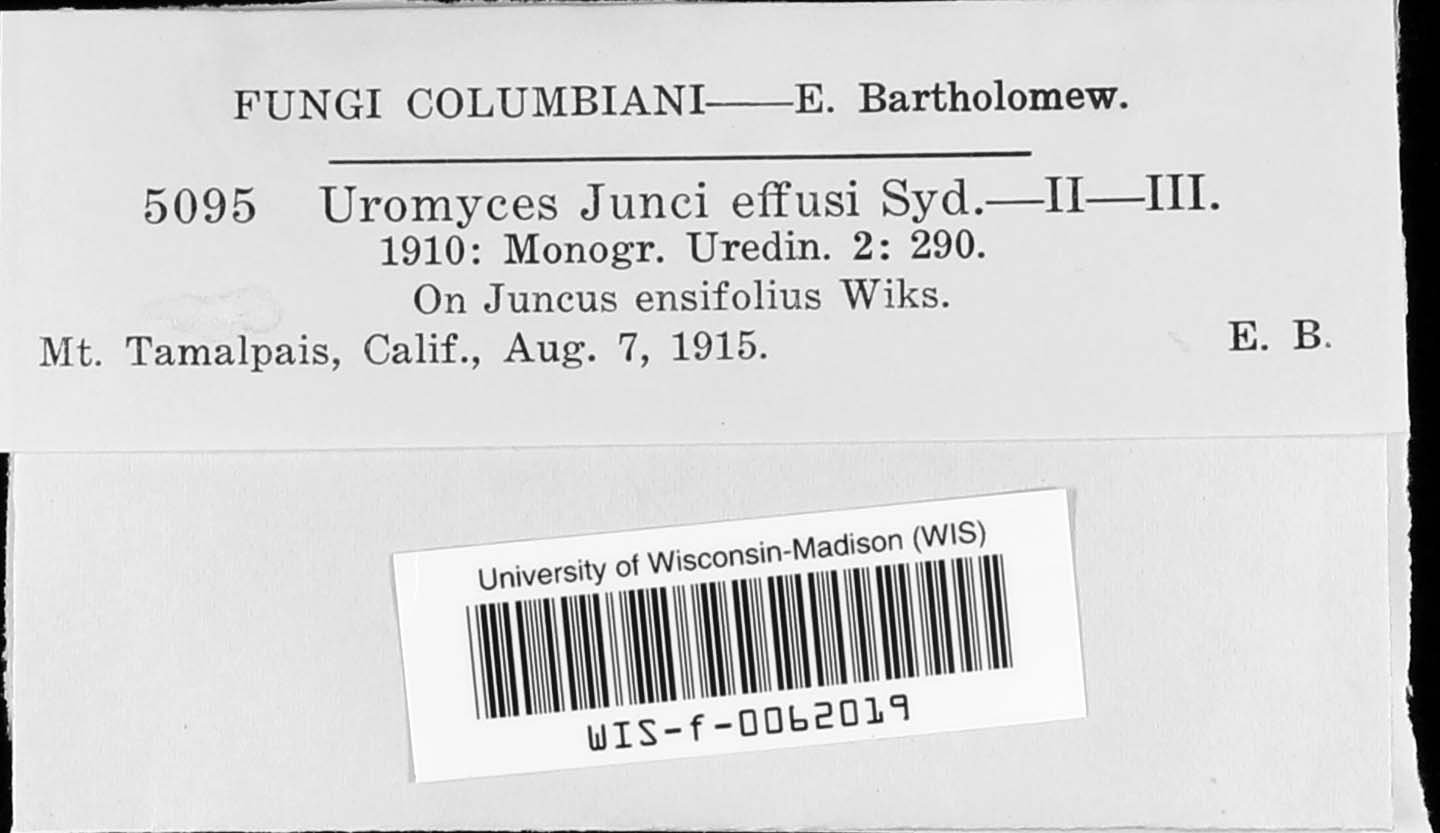 FUNGI COLUMBIANI——E. Bartholomew.
5095 Uromyces Junci effusi Syd.—II—III.
1910: Monogr. Uredin. 2: 290.
On Juncus ensifolius Wiks.
Mt. Tamalpais, Calif., Aug. 7, 1915. E. B.
University of Wisconsin-Madison (WIS)
WIS-f-0062019